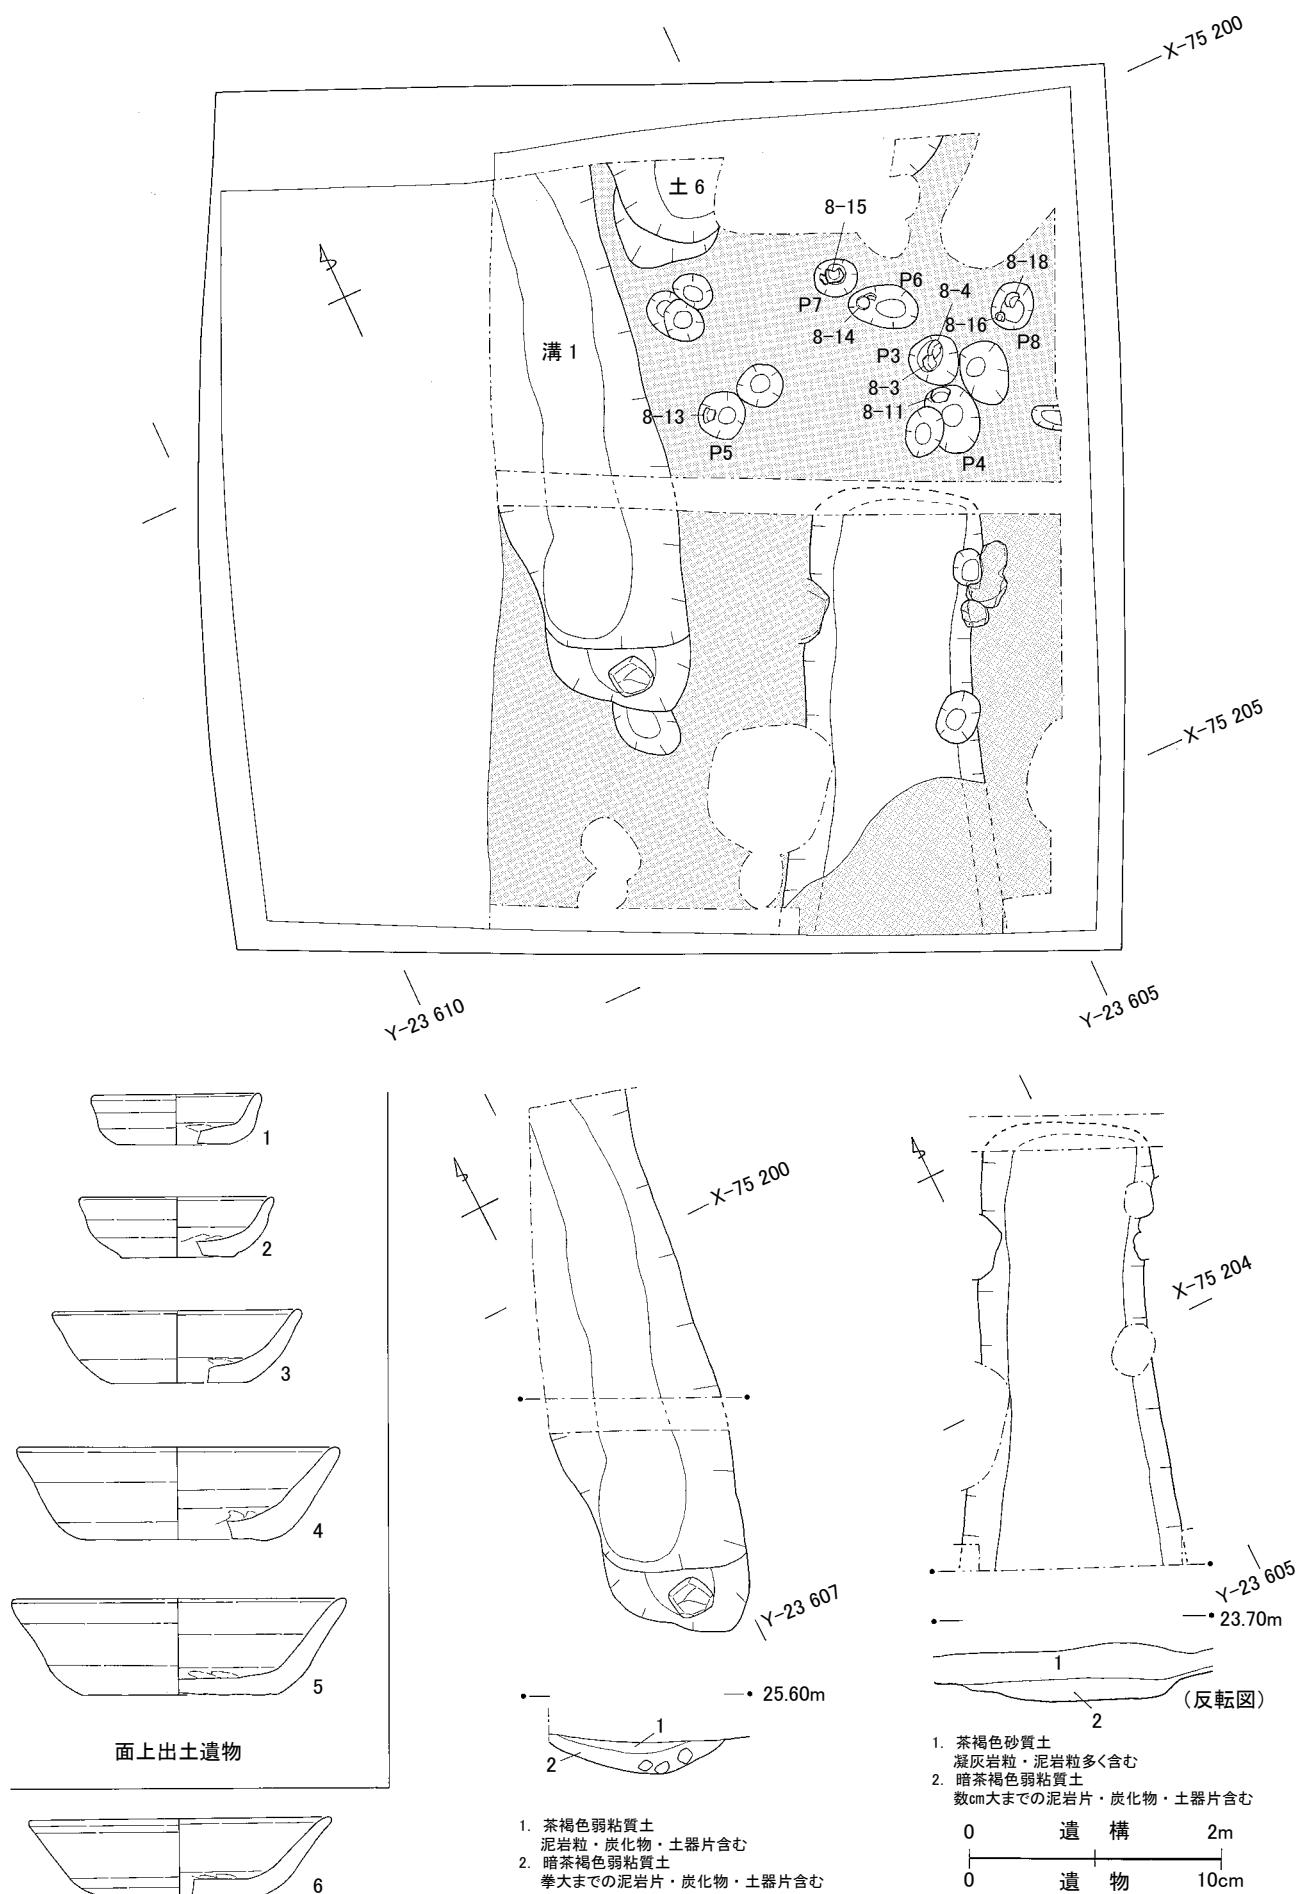 X-75 200
土 6
8-15
8-18
P6
8-4
P7
8-16
8-14
P8
溝 1
P3
8-3
8-13
8-11
P5
P4
X-75 205
Y-23 610
Y-23 605
1
2
3
4
5
面上出土遺物
6
X-75 200
Y-23 607
25.60m
1
2
1. 茶褐色弱粘質土
泥岩粒・炭化物・土器片含む
2. 暗茶褐色弱粘質土
拳大までの泥岩片・炭化物・土器片含む
X-75 204
Y-23 605
23.70m
1
(反転図)
2
1. 茶褐色砂質土
凝灰岩粒・泥岩粒多く含む
2. 暗茶褐色弱粘質土
数㎝大までの泥岩片・炭化物・土器片含む
0 遺 構 2m
0 遺 物 10cm